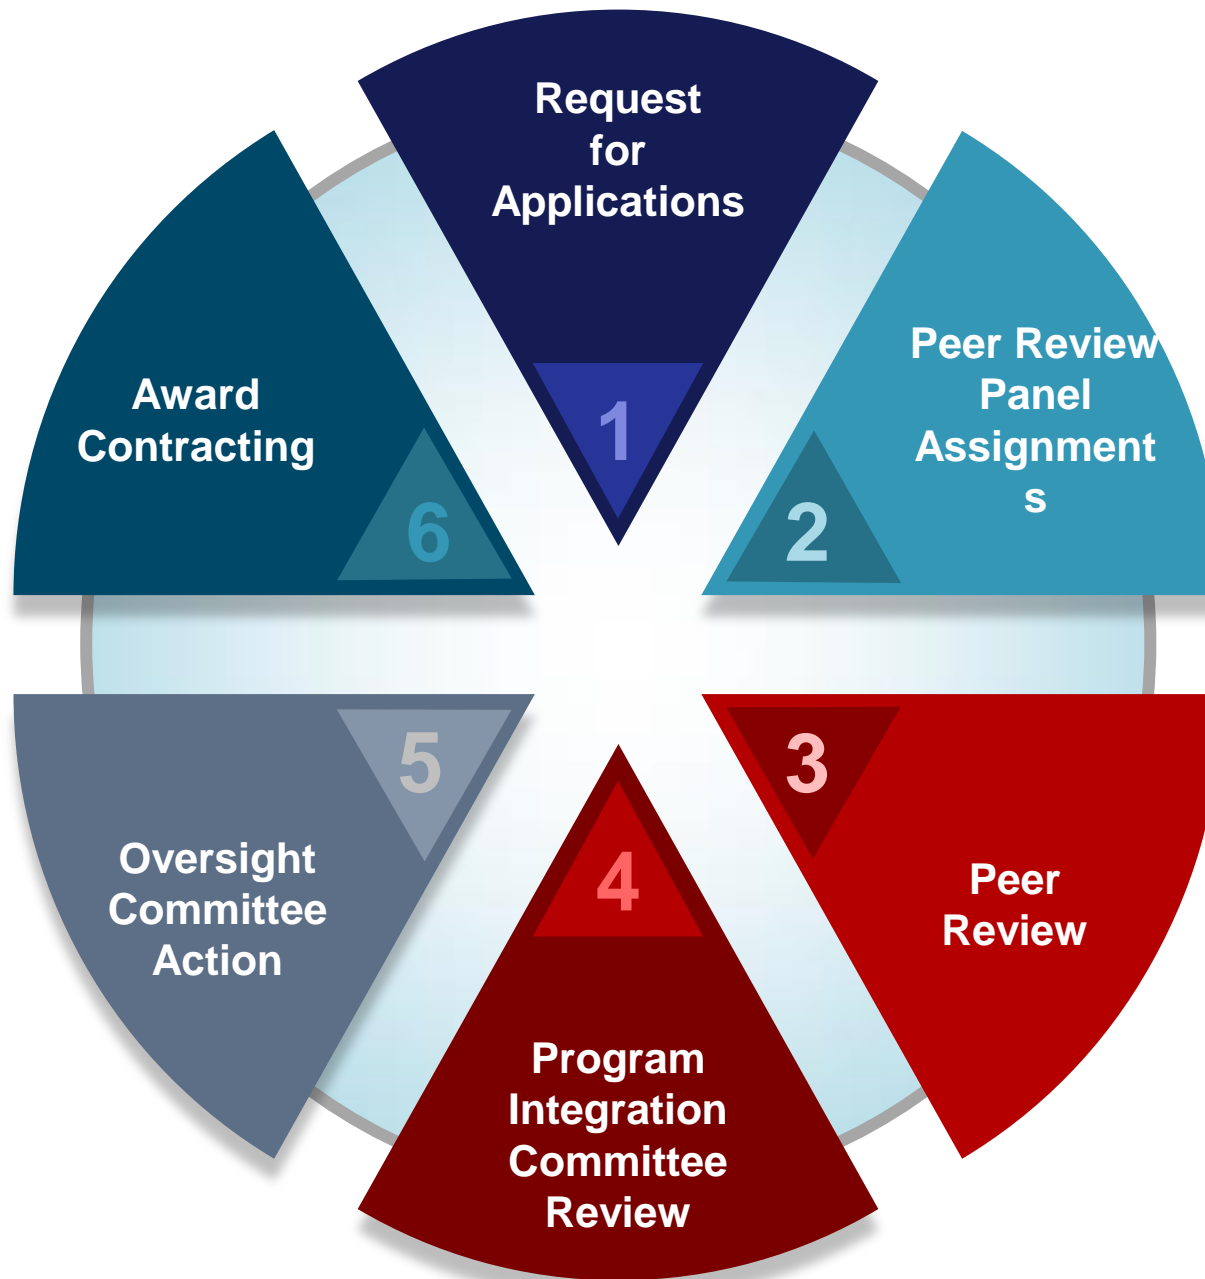 Request
for
Applications
1
Peer Review
Panel
Assignment
s
2
3
Peer
Review
4
Program
Integration
Committee
Review
5
Oversight
Committee
Action
Award
Contracting
6